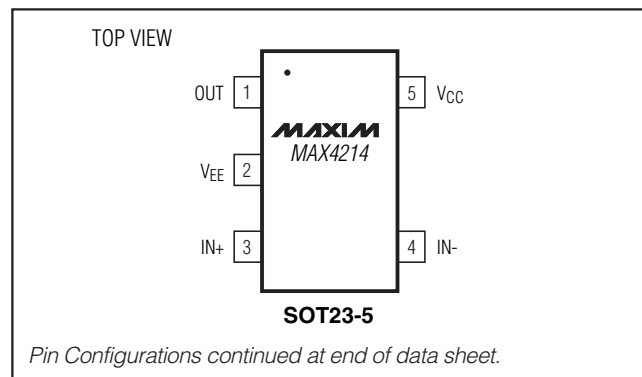 TOP VIEW
OUT 1
5 VCC
MAXIM
MAX4214
VEE 2
IN+ 3
4 IN-
SOT23-5
Pin Configurations continued at end of data sheet.